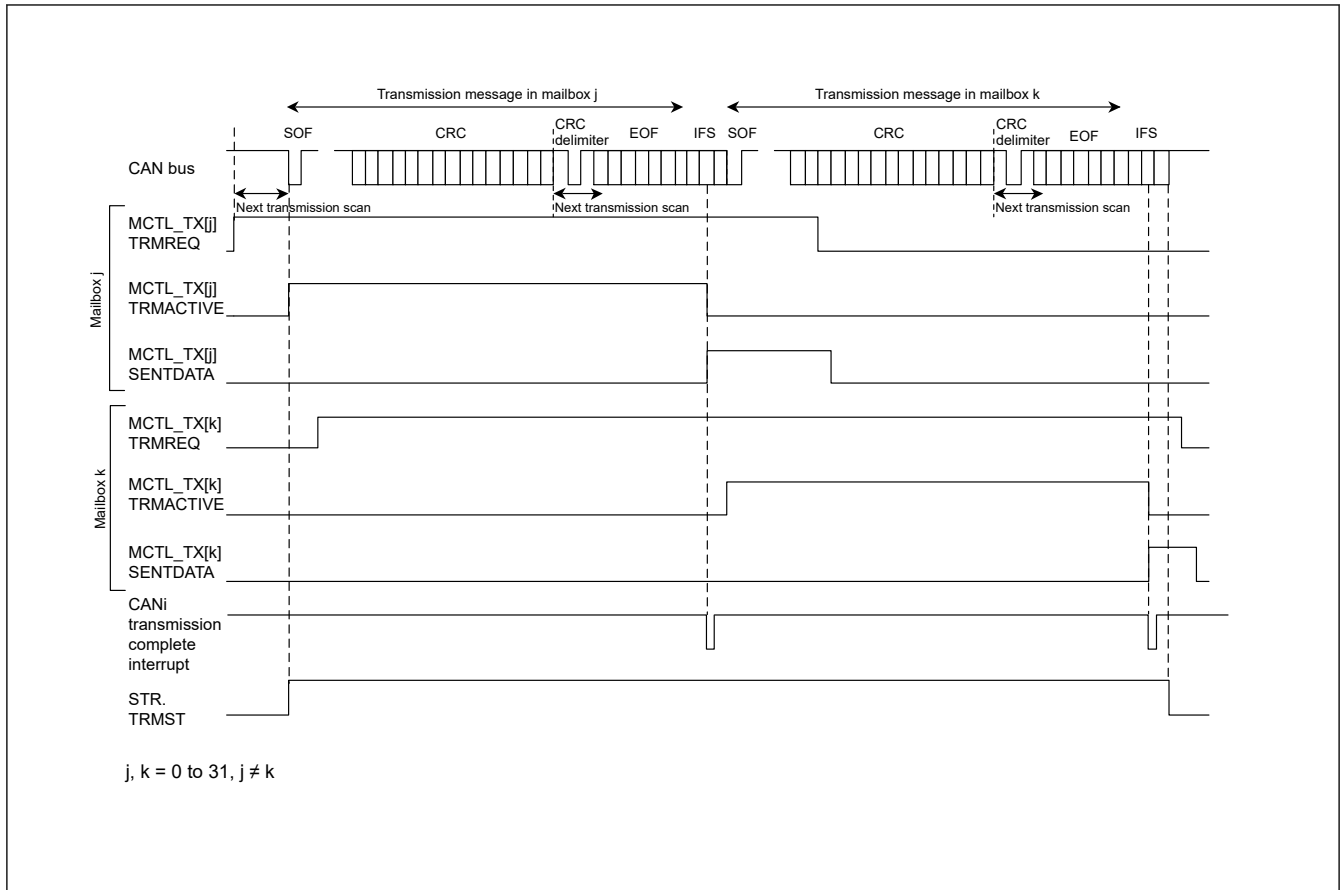 Transmission message in mailbox j
Transmission message in mailbox k
SOF
CRC
CRC
delimiter
EOF
IFS
SOF
CRC
CRC
delimiter
EOF
IFS
CAN bus
Next transmission scan
Next transmission scan
Next transmission scan
Mailbox j
MCTL_TX[j]
TRMREQ
MCTL_TX[j]
TRMACTIVE
MCTL_TX[j]
SENTDATA
Mailbox k
MCTL_TX[k]
TRMREQ
MCTL_TX[k]
TRMACTIVE
MCTL_TX[k]
SENTDATA
CANi
transmission
complete
interrupt
STR.
TRMST
j, k = 0 to 31, j ≠ k